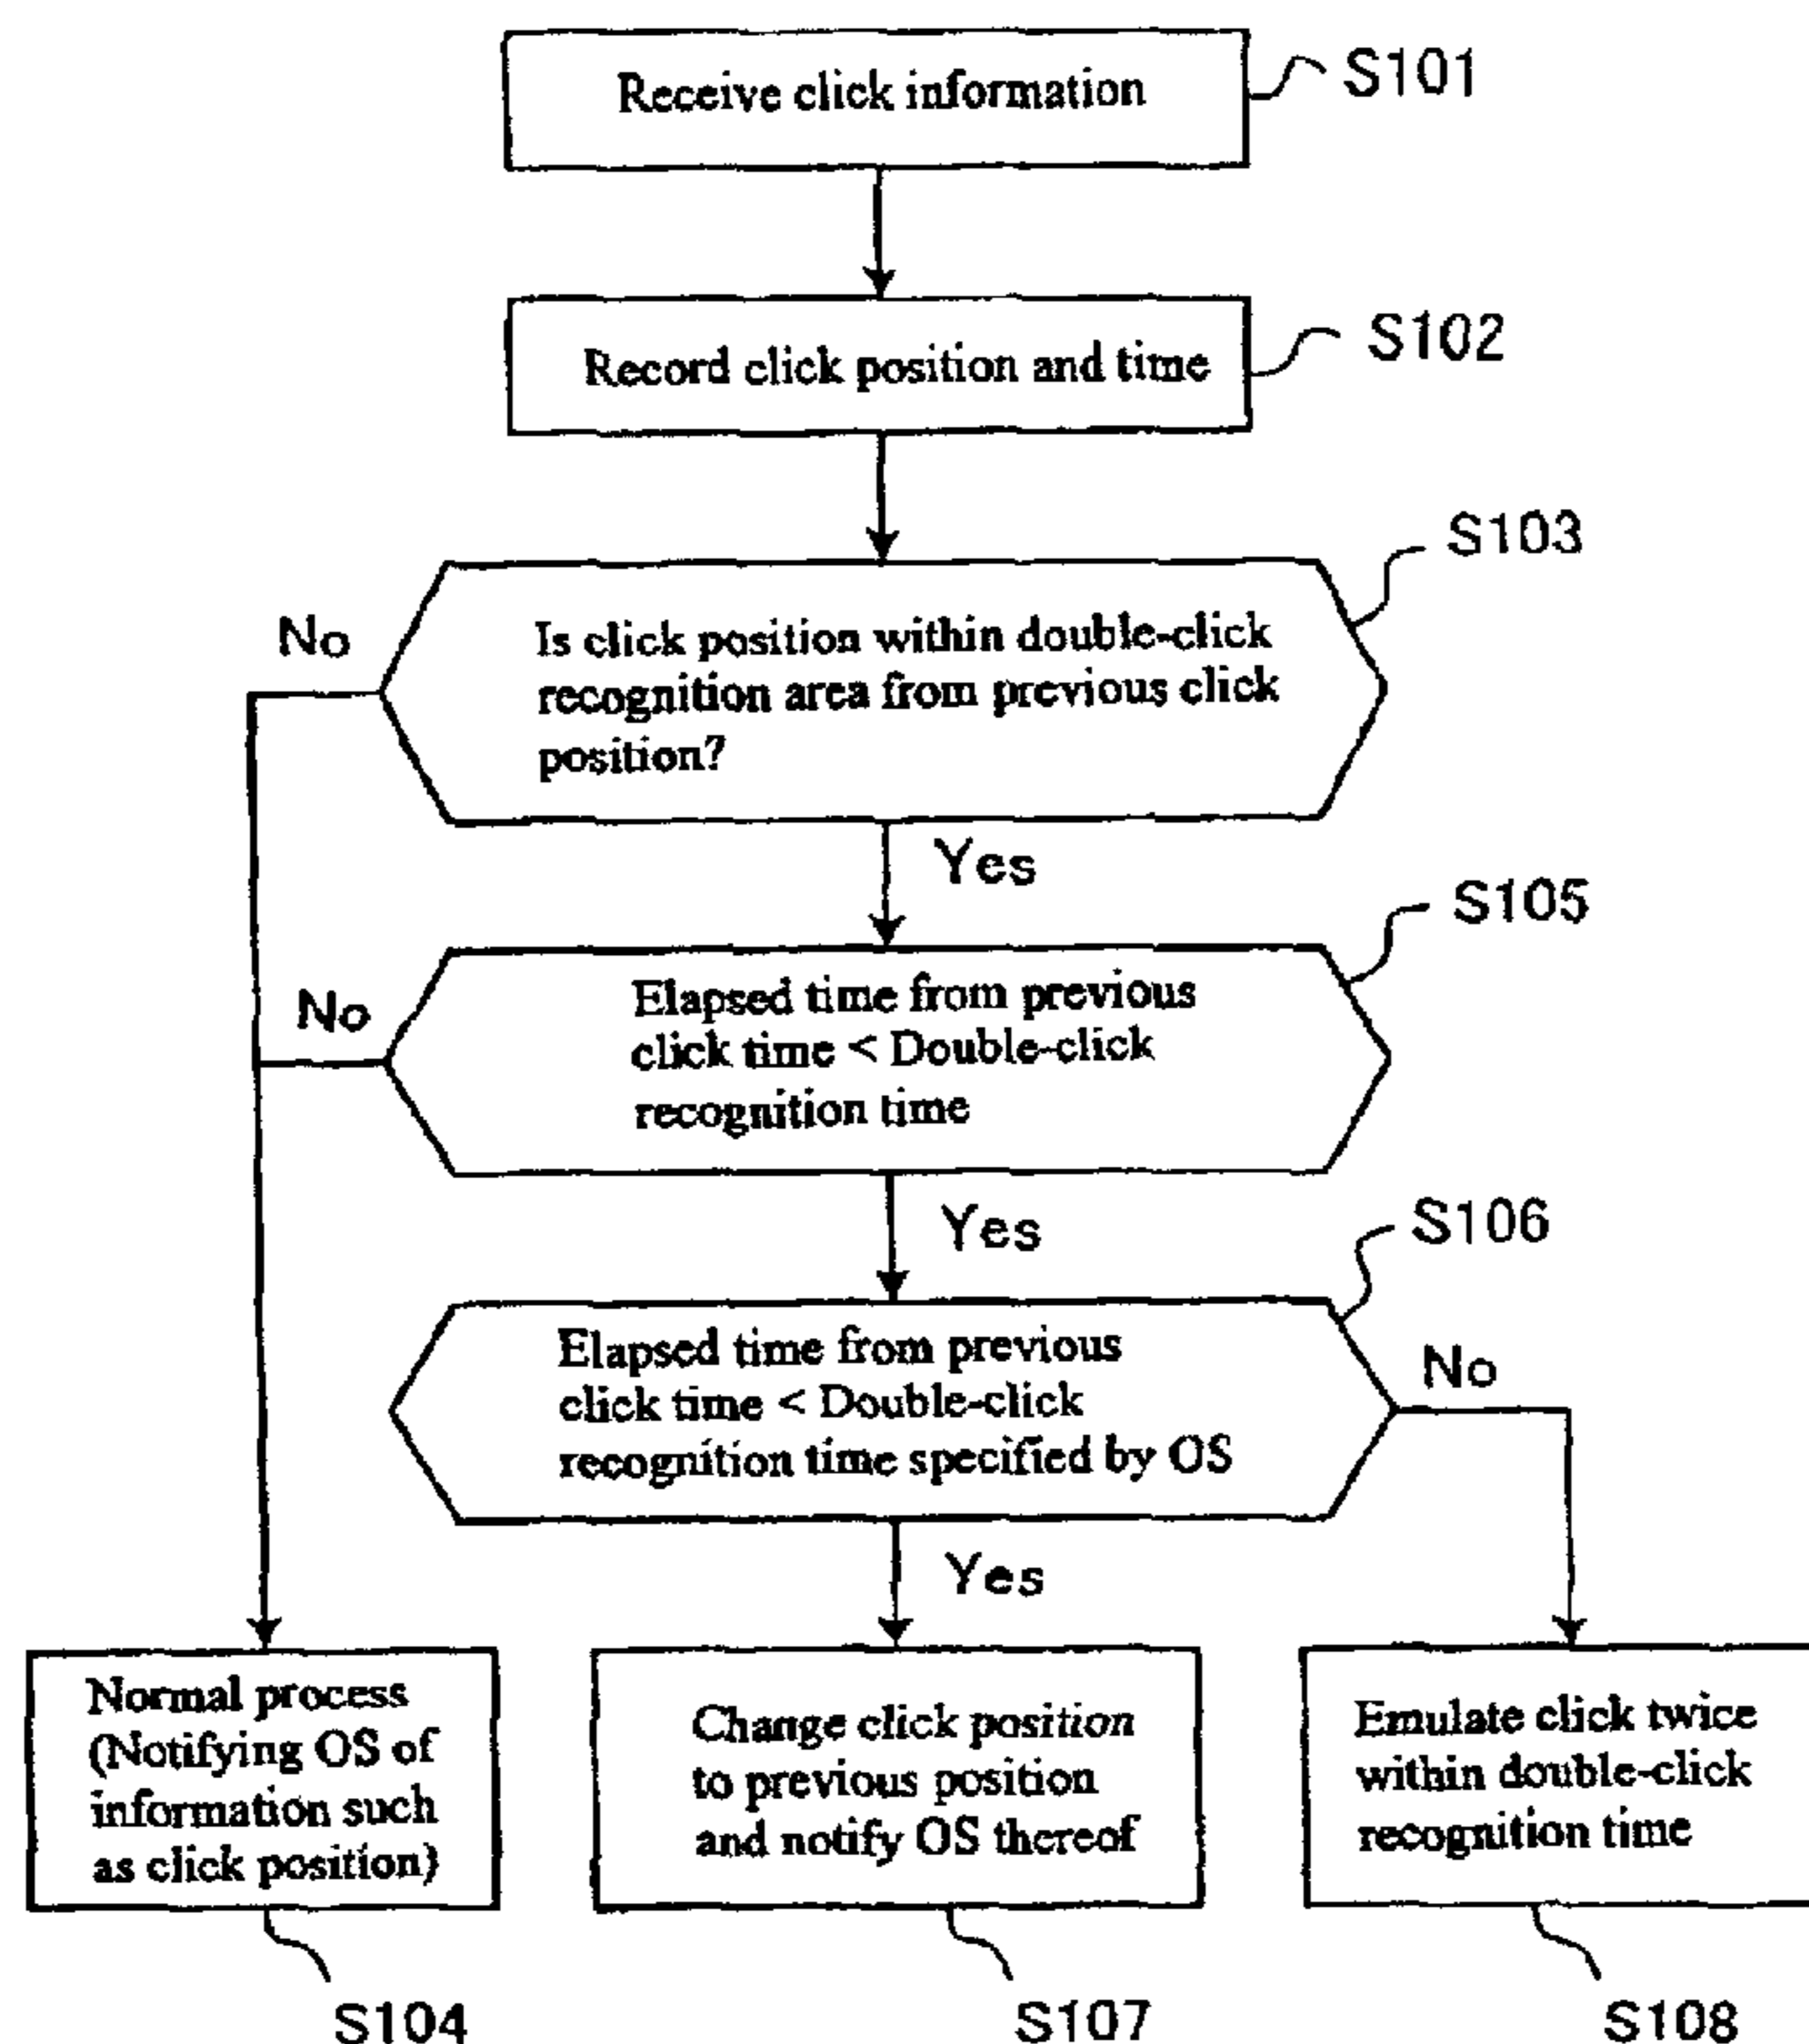 Receive click information
S101
Record click position and time
S102
S103
No
Is click position within double-click
recognition area from previous click
position?
Yes
S105
No
Elapsed time from previous
click time < Double-click
recognition time
Yes
S106
Elapsed time from previous
click time < Double-click
recognition time specified by OS
No
Yes
Normal process
(Notifying OS of
information such
as click position)
Change click position
to previous position
and notify OS thereof
Emulate click twice
within double-click
recognition time
S104
S107
S108